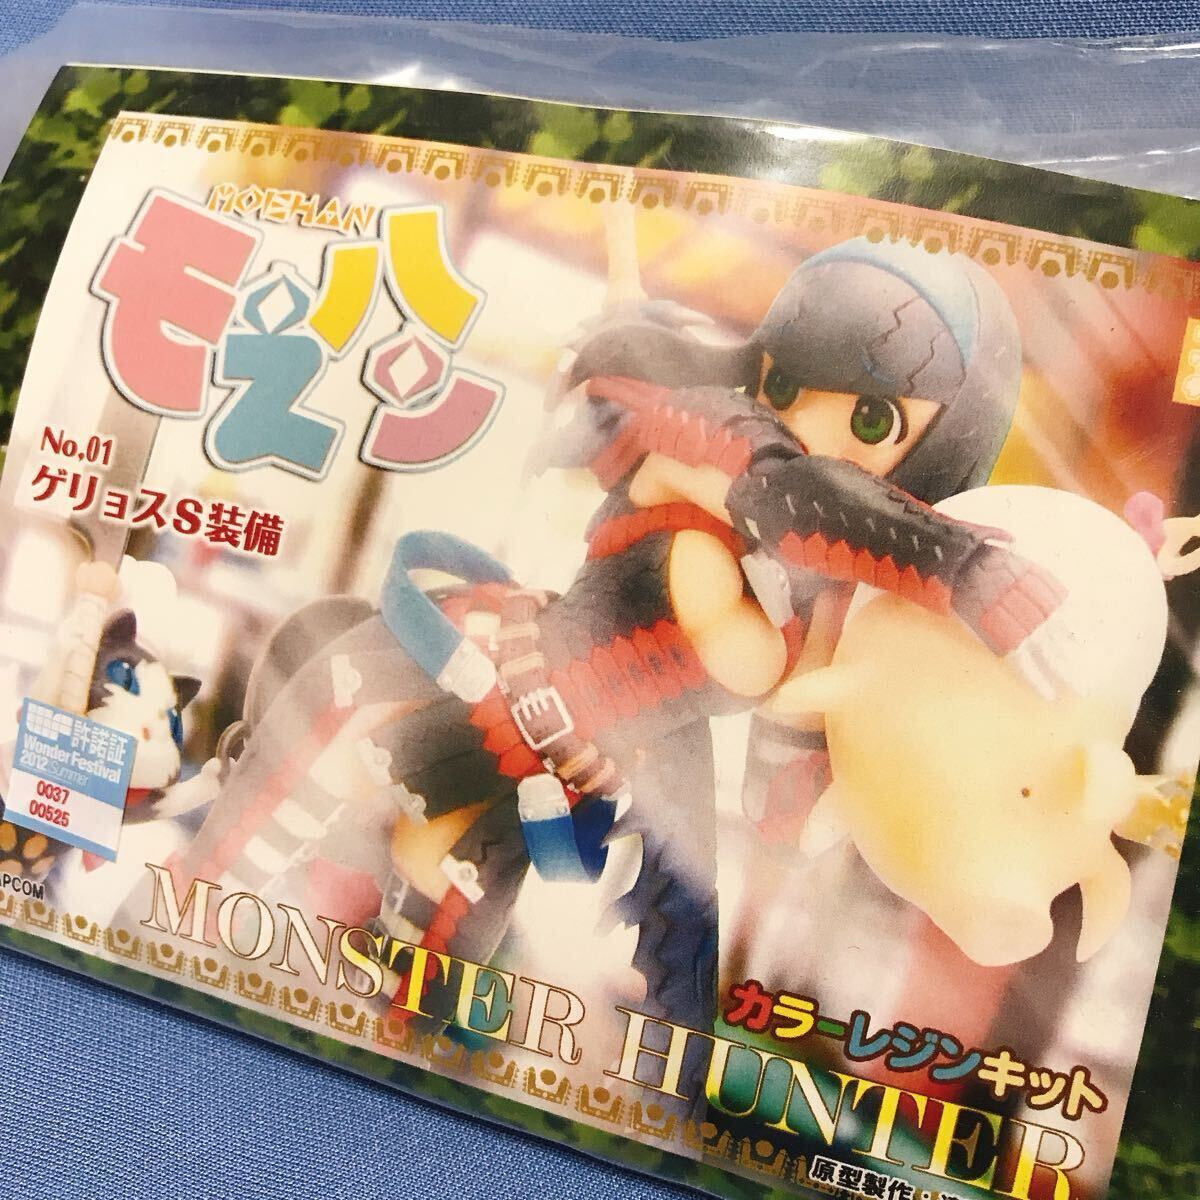 MOEHAN
モえハン
No,01
ゲリョスS装備
許諾証
Wonder Festival
2012 Summer
0037
00525
APCOM
MONSTER HUNTER
カラーレジンキット
原型製作：